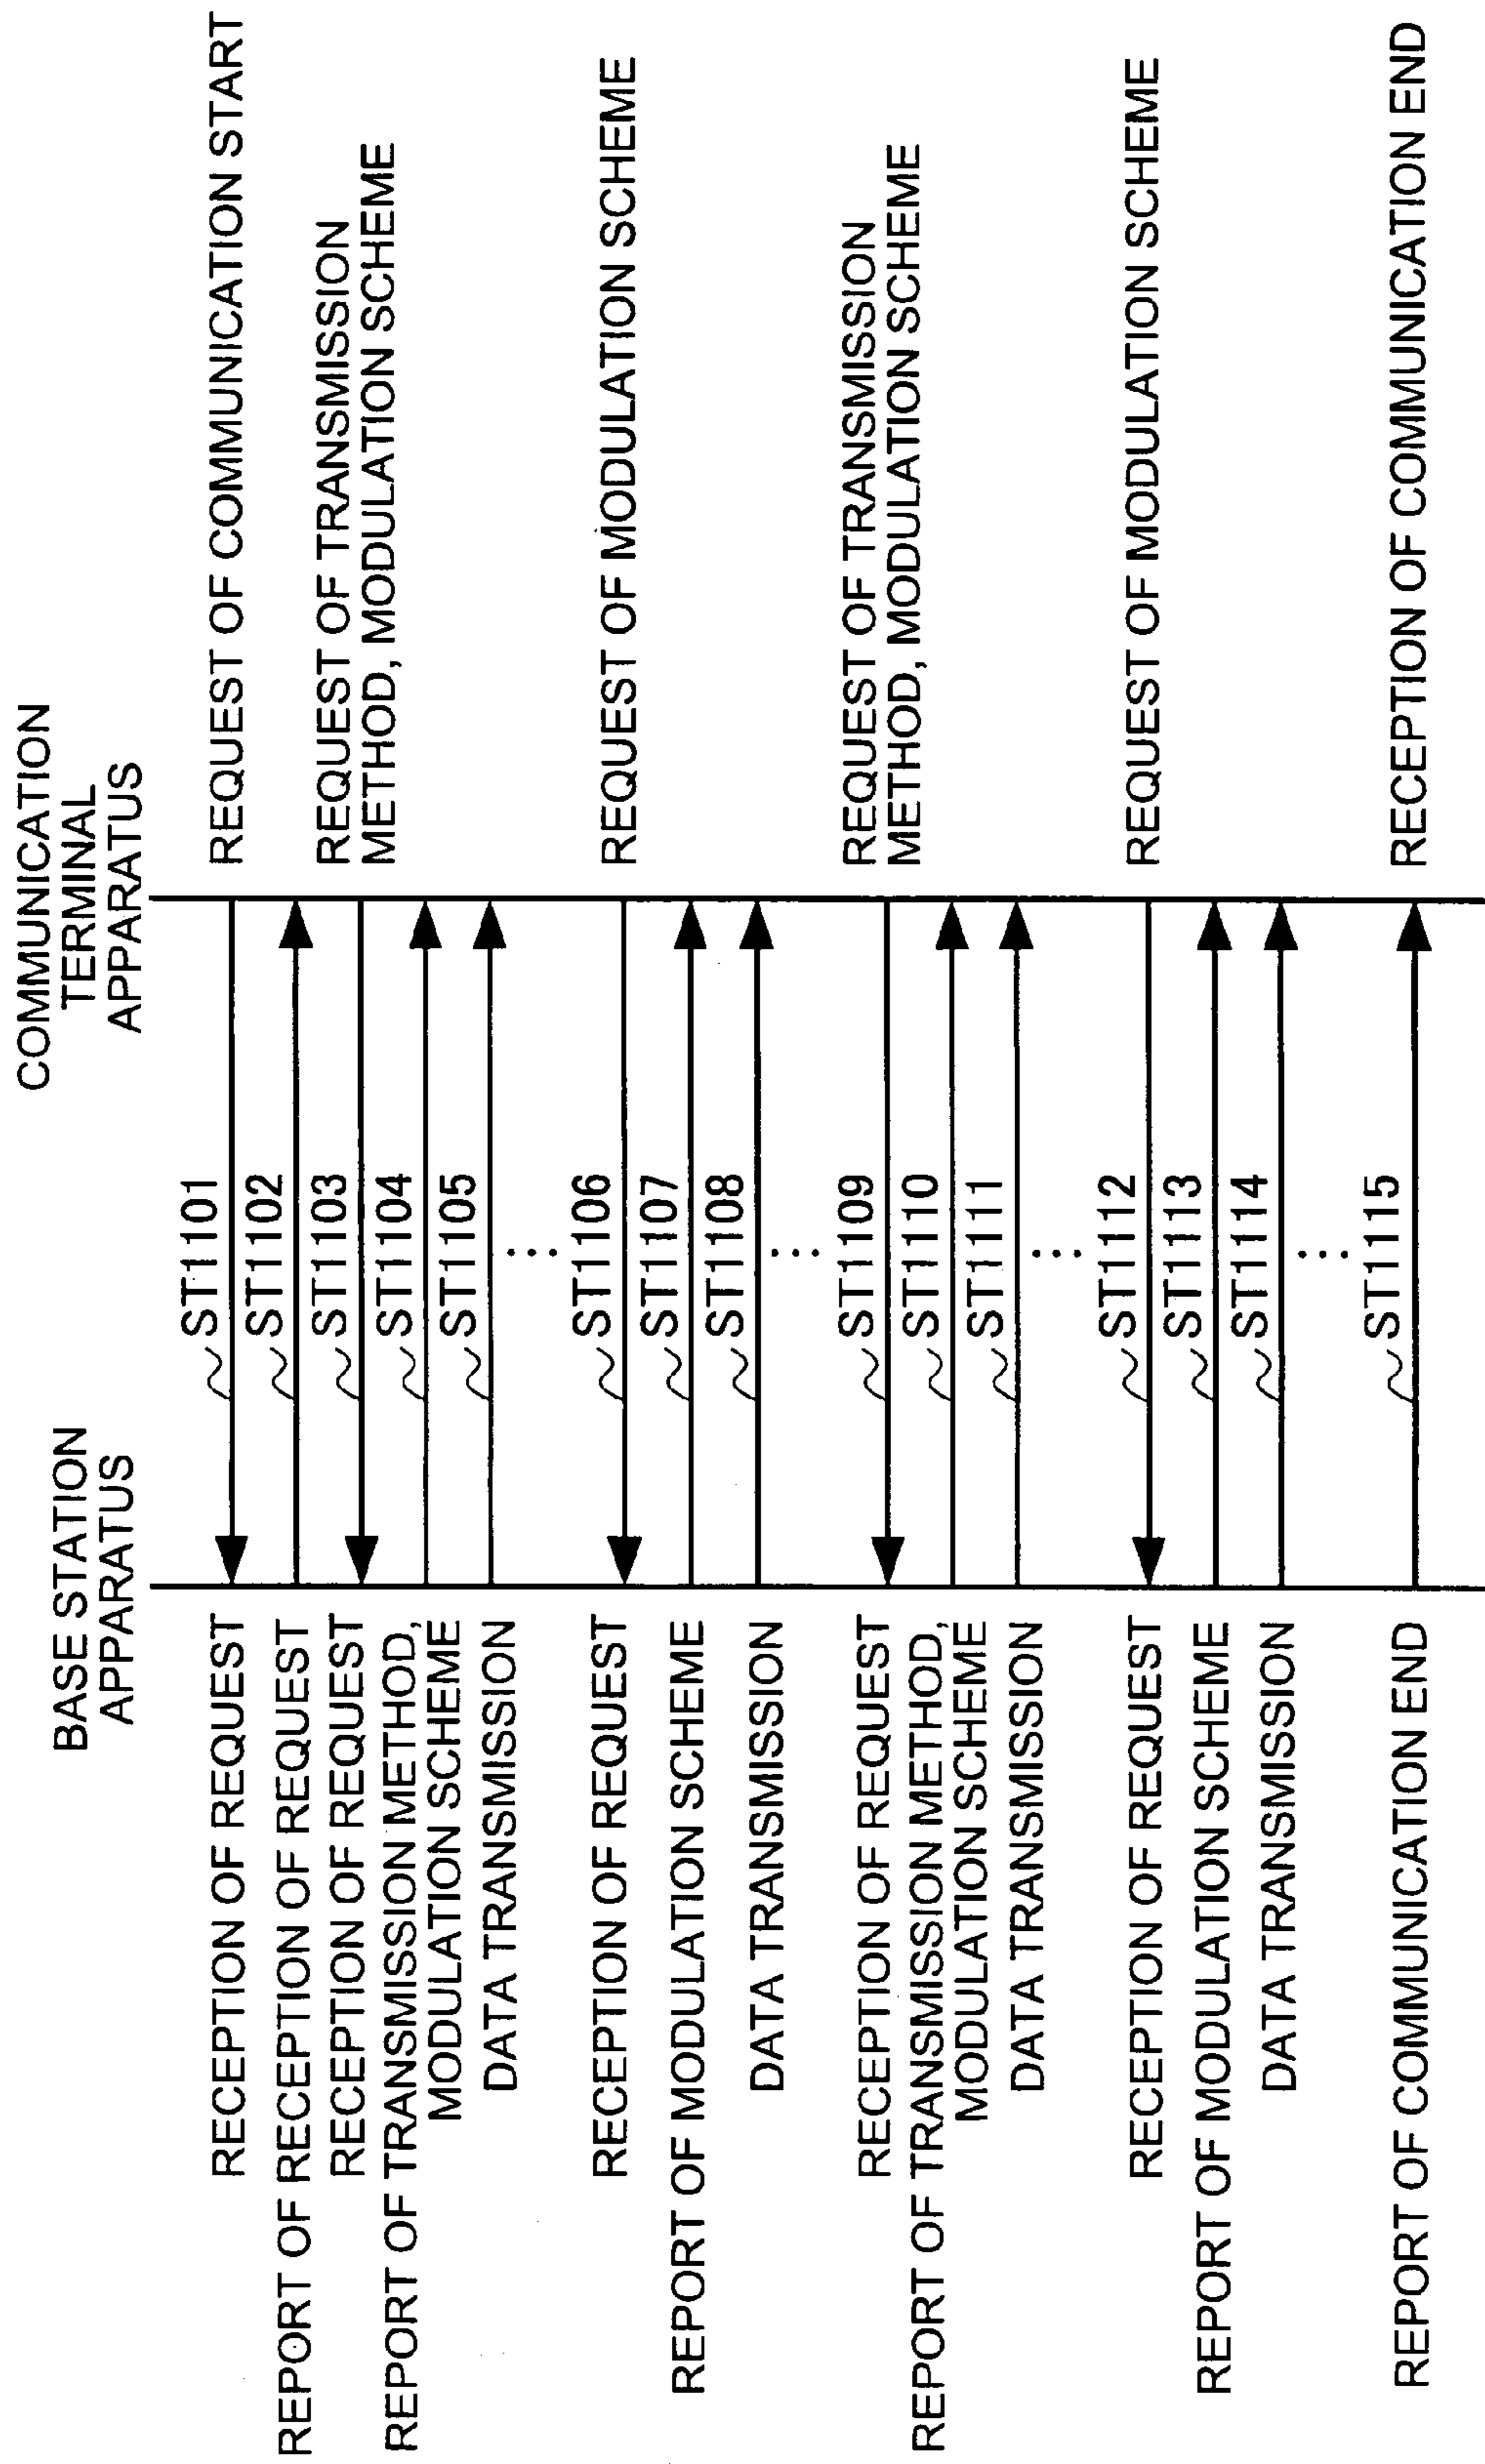 BASE STATION
APPARATUS
COMMUNICATION
TERMINAL
APPARATUS
RECEPTION OF REQUEST
ST1101
REQUEST OF COMMUNICATION START
REPORT OF RECEPTION OF REQUEST
ST1102
RECEPTION OF REQUEST
ST1103
REQUEST OF TRANSMISSION
METHOD, MODULATION SCHEME
REPORT OF TRANSMISSION METHOD,
MODULATION SCHEME
ST1104
DATA TRANSMISSION
ST1105
...
RECEPTION OF REQUEST
ST1106
REQUEST OF MODULATION SCHEME
REPORT OF MODULATION SCHEME
ST1107
DATA TRANSMISSION
ST1108
...
RECEPTION OF REQUEST
ST1109
REQUEST OF TRANSMISSION
METHOD, MODULATION SCHEME
REPORT OF TRANSMISSION METHOD,
MODULATION SCHEME
ST1110
DATA TRANSMISSION
ST1111
...
RECEPTION OF REQUEST
ST1112
REQUEST OF MODULATION SCHEME
REPORT OF MODULATION SCHEME
ST1113
DATA TRANSMISSION
ST1114
...
REPORT OF COMMUNICATION END
ST1115
RECEPTION OF COMMUNICATION END